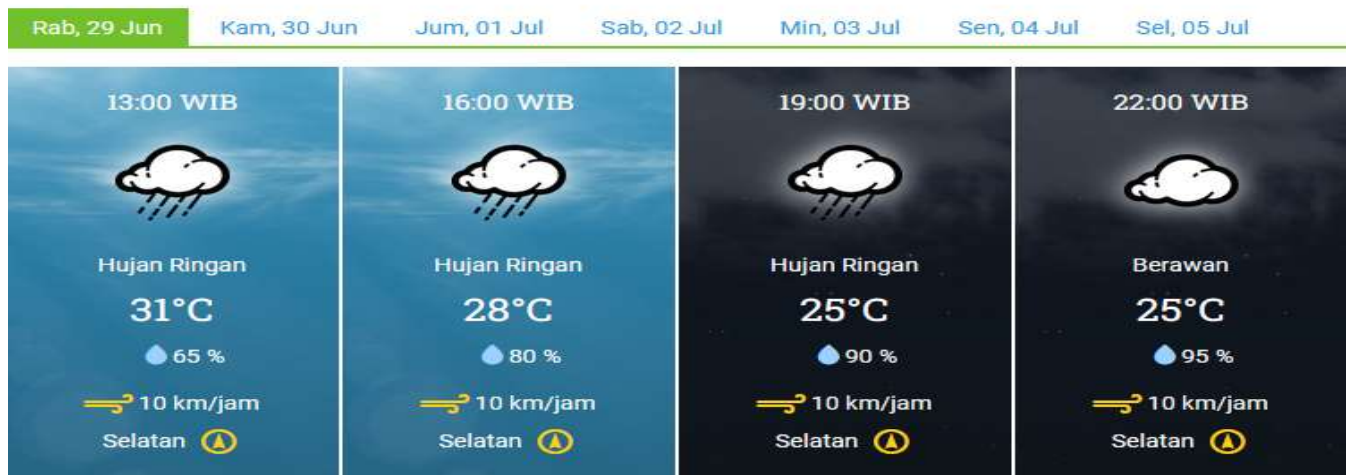 Rab, 29 Jun Kam, 30 Jun Jum, 01 Jul Sab, 02 Jul Min, 03 Jul Sen, 04 Jul Sel, 05 Jul
13:00 WIB
Hujan Ringan
31°C
65 %
10 km/jam
Selatan
16:00 WIB
Hujan Ringan
28°C
80 %
10 km/jam
Selatan
19:00 WIB
Hujan Ringan
25°C
90 %
10 km/jam
Selatan
22:00 WIB
Berawan
25°C
95 %
10 km/jam
Selatan